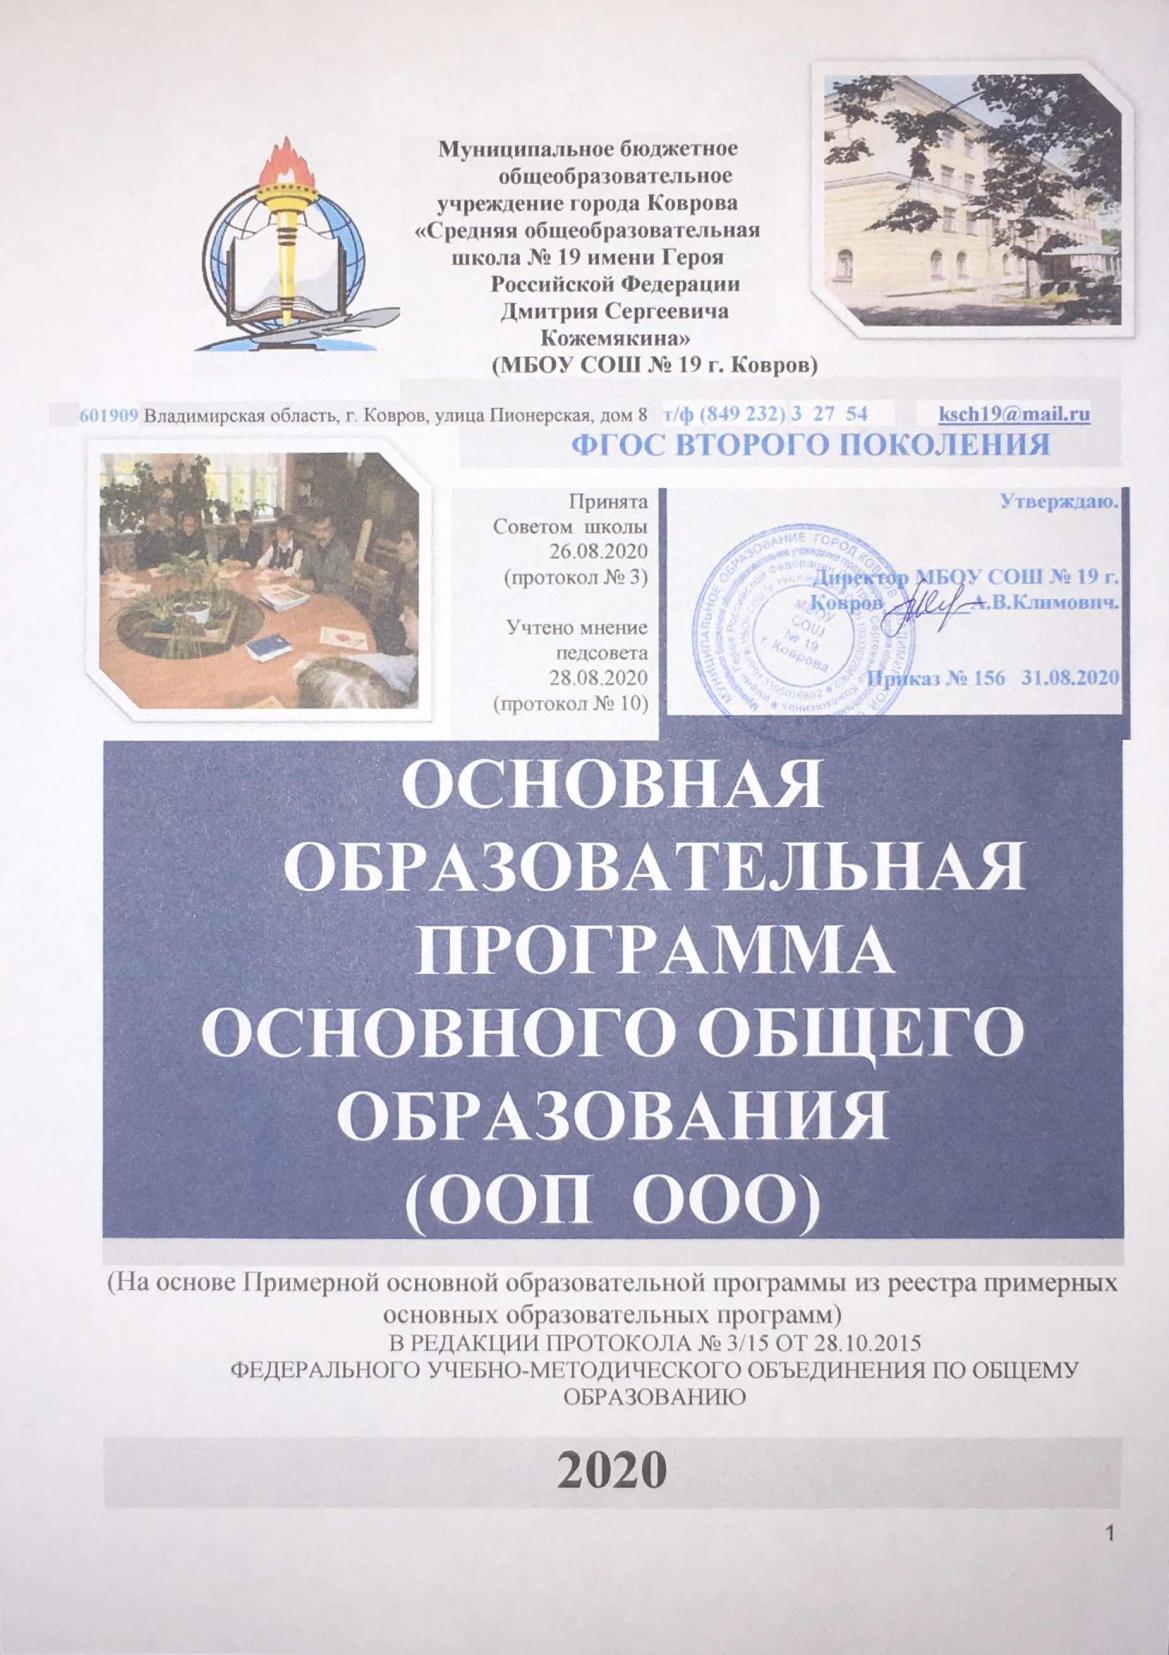 Муниципальное бюджетное
общеобразовательное
учреждение города Коврова
«Средняя общеобразовательная
школа № 19 имени Героя
Российской Федерации
Дмитрия Сергеевича
Кожемякина»
(МБОУ СОШ № 19 г. Ковров)
601909 Владимирская область, г. Ковров, улица Пионерская, дом 8 т/ф (849 232) 3 27 54 ksch19@mail.ru
ФГОС ВТОРОГО ПОКОЛЕНИЯ
Принята
Советом школы
26.08.2020
(протокол № 3)
Учтено мнение
педсовета
28.08.2020
(протокол № 10)
Утверждаю.
Директор МБОУ СОШ № 19 г.
Ковров А.В.Климович.
Приказ № 156 31.08.2020
МБОУ
СОШ
№ 19
г. Коврова
ОСНОВНАЯ
ОБРАЗОВАТЕЛЬНАЯ
ПРОГРАММА
ОСНОВНОГО ОБЩЕГО
ОБРАЗОВАНИЯ
(ООП ООО)
(На основе Примерной основной образовательной программы из реестра примерных
основных образовательных программ)
В РЕДАКЦИИ ПРОТОКОЛА № 3/15 ОТ 28.10.2015
ФЕДЕРАЛЬНОГО УЧЕБНО-МЕТОДИЧЕСКОГО ОБЪЕДИНЕНИЯ ПО ОБЩЕМУ
ОБРАЗОВАНИЮ
2020
1